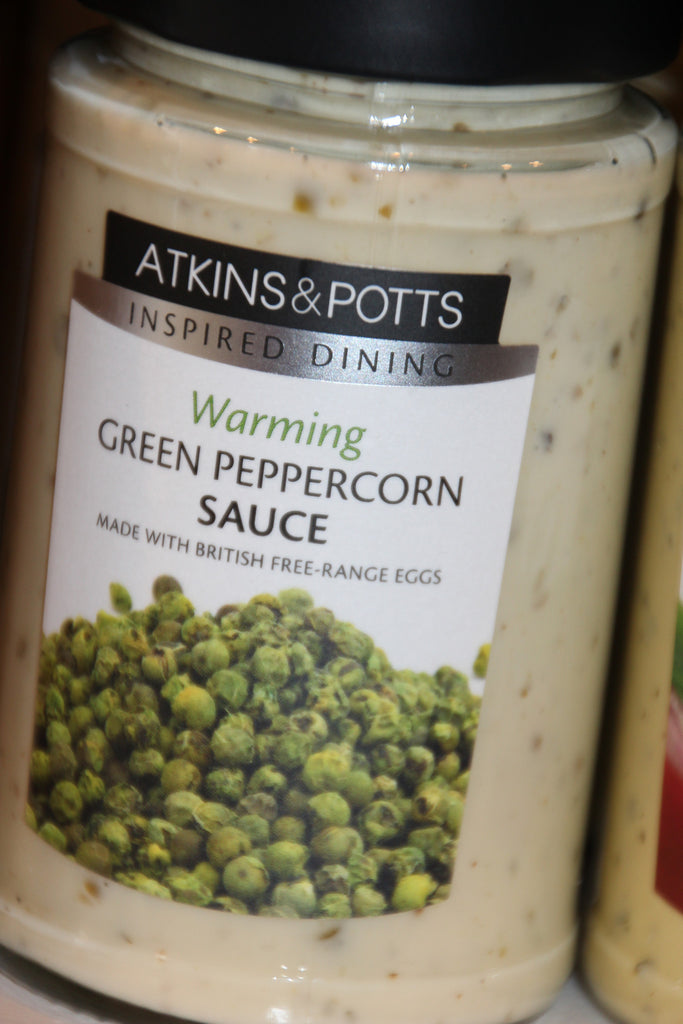 ATKINS&POTTS
INSPIRED DINING
Warming
GREEN PEPPERCORN
SAUCE
MADE WITH BRITISH FREE-RANGE EGGS